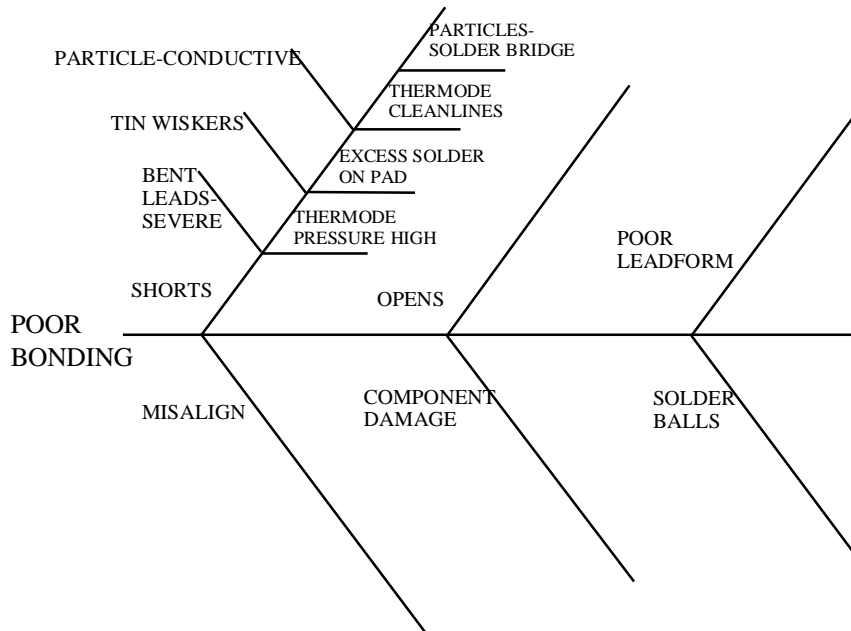 PARTICLES-
SOLDER BRIDGE
PARTICLE-CONDUCTIVE
THERMODE
CLEANLINES
TIN WISKERS
EXCESS SOLDER
ON PAD
BENT
LEADS-
SEVERE
THERMODE
PRESSURE HIGH
POOR
LEADFORM
SHORTS
OPENS
POOR
BONDING
MISALIGN
COMPONENT
DAMAGE
SOLDER
BALLS